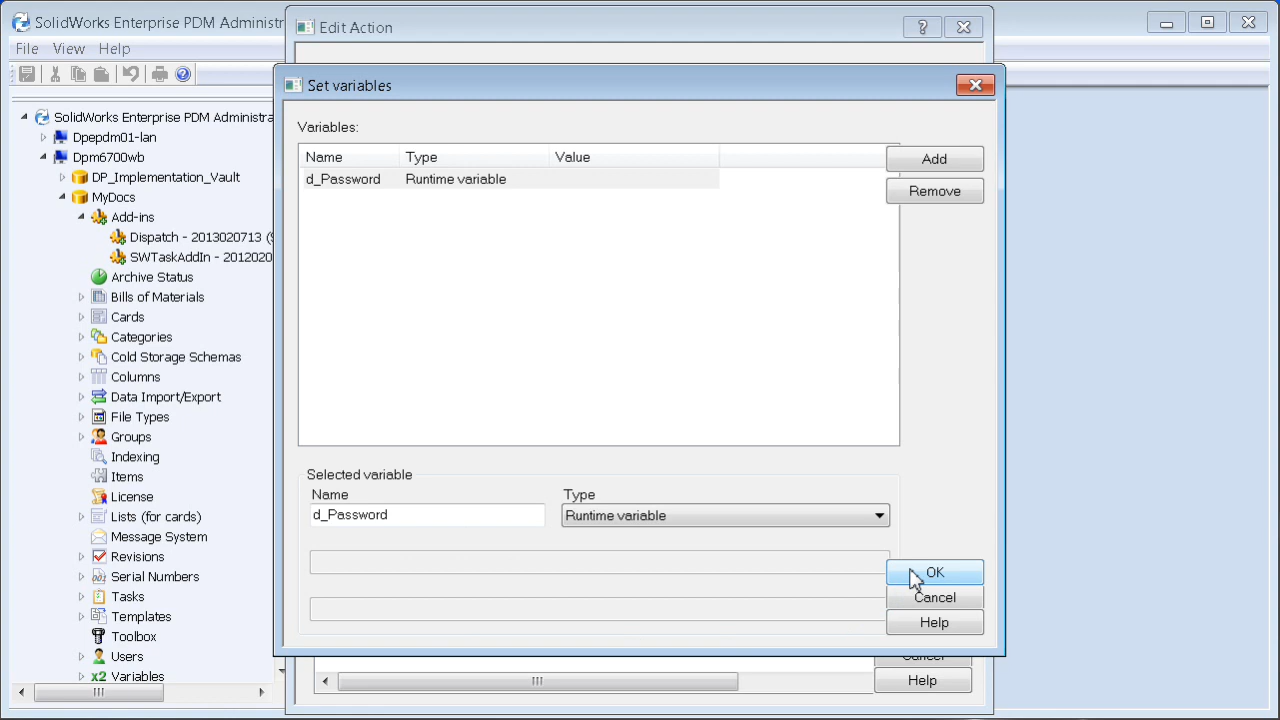 SolidWorks Enterprise PDM Administr
File View Help
Edit Action
Set variables
SolidWorks Enterprise PDM Administra
Dpepdm01-lan
Dpm6700wb
DP_Implementation_Vault
MyDocs
Add-ins
Dispatch - 2013020713 (S
SWTaskAddIn - 2012020
Archive Status
Bills of Materials
Cards
Categories
Cold Storage Schemas
Columns
Data Import/Export
File Types
Groups
Indexing
Items
License
Lists (for cards)
Message System
Revisions
Serial Numbers
Tasks
Templates
Toolbox
Users
x2 Variables
Variables:
Name Type Value
d_Password Runtime variable
Add
Remove
Selected variable
Name Type
d_Password Runtime variable
OK
Cancel
Help
Cancel
Help